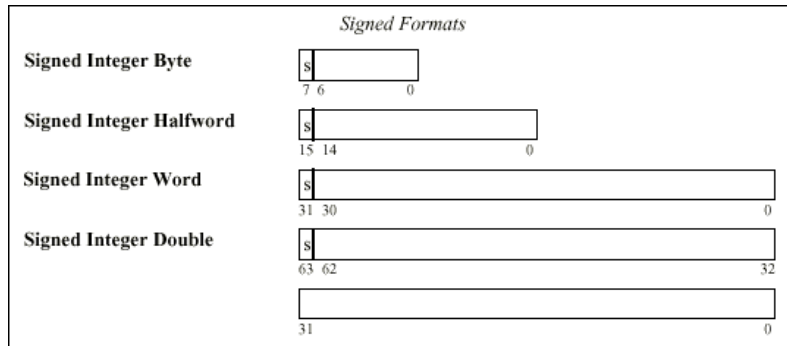 Signed Formats
Signed Integer Byte
s
7 6 0
Signed Integer Halfword
s
15 14 0
Signed Integer Word
s
31 30 0
Signed Integer Double
s
63 62 32
31 0